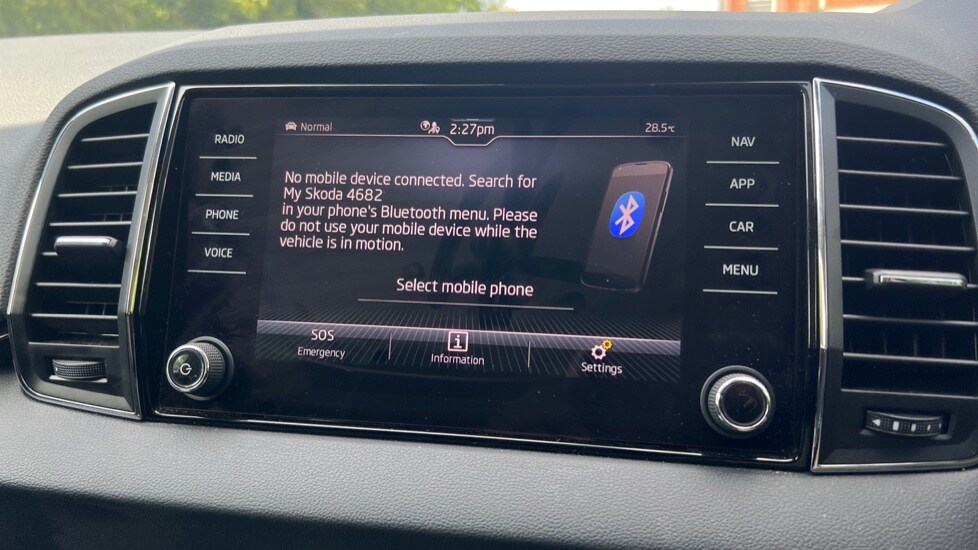 Normal
2:27pm
28.5°C
RADIO
MEDIA
PHONE
VOICE
No mobile device connected. Search for
My Skoda 4682
in your phone's Bluetooth menu. Please
do not use your mobile device while the
vehicle is in motion.
Select mobile phone
SOS
Emergency
i
Information
Settings
NAV
APP
CAR
MENU